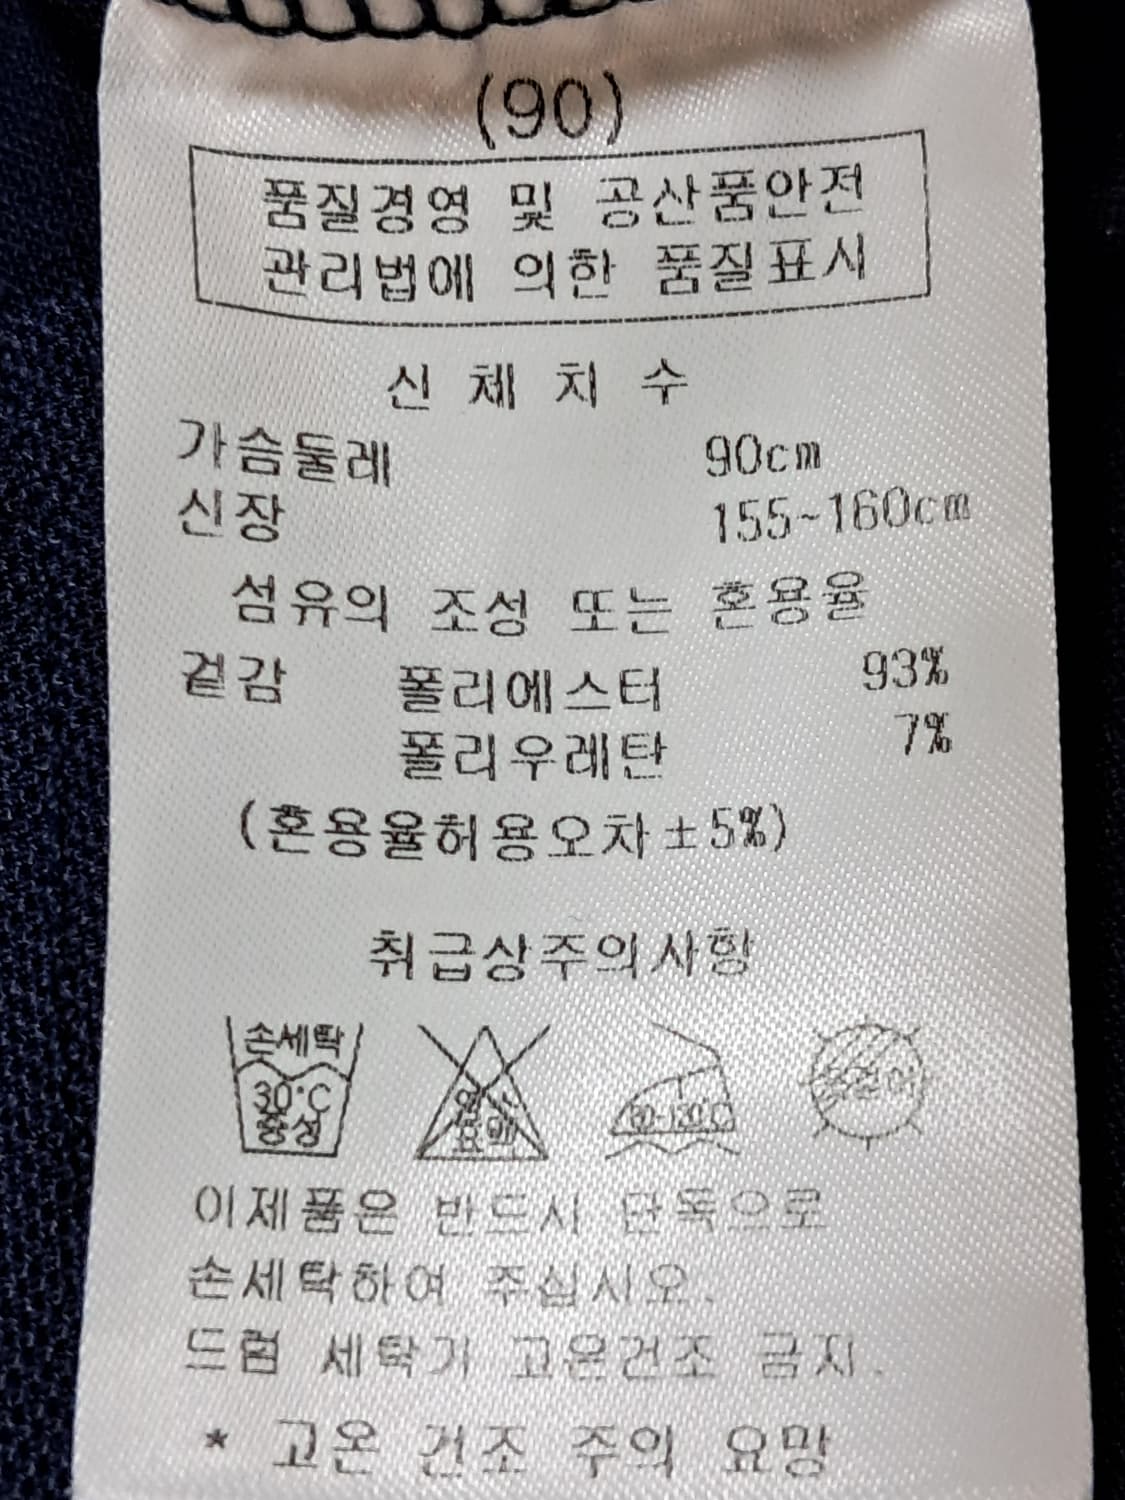 (90)
품질경영 및 공산품안전
관리법에 의한 품질표시
신 체 치 수
가슴둘레 90cm
신장 155~160cm
섬유의 조성 또는 혼용율
겉감 폴리에스터 93%
폴리우레탄 7%
(혼용율허용오차±5%)
취급상주의사항
손세탁
30°C
중성
이제품은 반드시 단독으로
손세탁하여 주십시오.
드럼 세탁기 고온건조 금지.
* 고온 건조 주의 요망